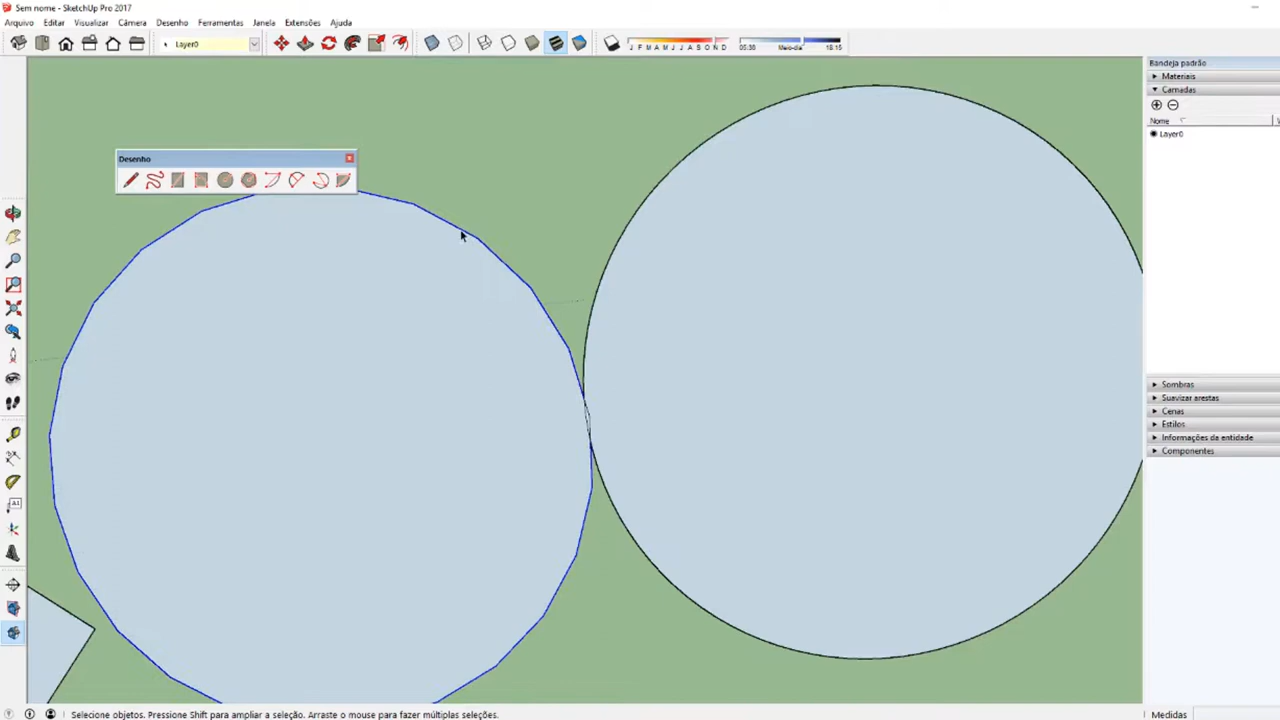 Sem nome - SketchUp Pro 2017
Arquivo Editar Visualizar Câmera Desenho Ferramentas Janela Extensões Ajuda
Layer0
J F M A M J J A S O N D
05:30 Meio-dia 18:15
Bandeja padrão
Materiais
Camadas
Nome
Layer0
Desenho
Sombras
Suavizar arestas
Cenas
Estilos
Informações da entidade
Componentes
Selecione objetos. Pressione Shift para ampliar a seleção. Arraste o mouse para fazer múltiplas seleções.
Medidas